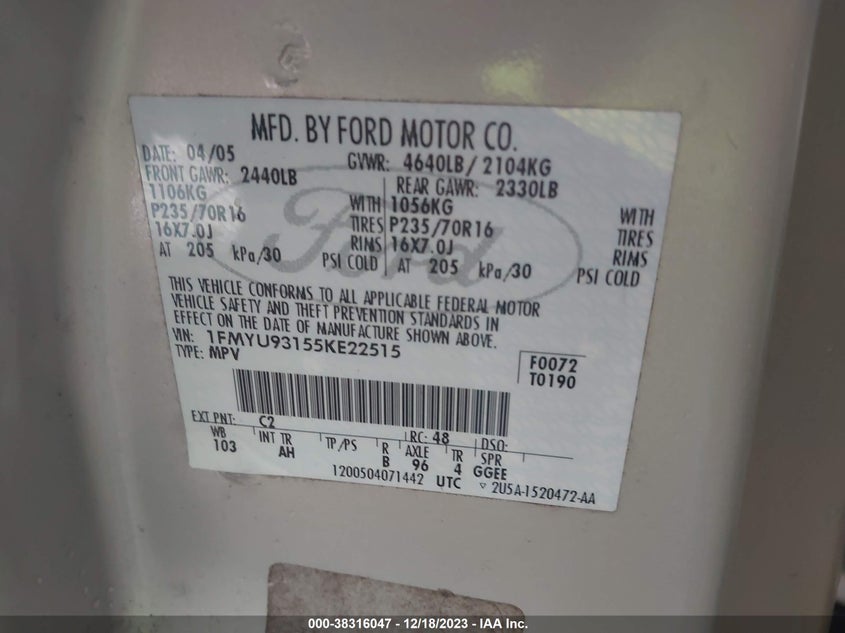 MFD. BY FORD MOTOR CO.
DATE: 04/05 GVWR: 4640LB/ 2104KG
FRONT GAWR: 2440LB REAR GAWR: 2330LB
1106KG WITH 1056KG WITH
P235/70R16 TIRES P235/70R16 TIRES
16X7.0J RIMS 16X7.0J RIMS
AT 205 kPa/30 PSI COLD AT 205 kPa/30 PSI COLD
Ford
THIS VEHICLE CONFORMS TO ALL APPLICABLE FEDERAL MOTOR
VEHICLE SAFETY AND THEFT PREVENTION STANDARDS IN
EFFECT ON THE DATE OF MANUFACTURE SHOWN ABOVE.
VIN: 1FMYU93155KE22515
TYPE: MPV
F0072
T0190
EXT PNT: C2 RC: 48 DSO:
WB INT TR TP/PS R AXLE TR SPR
103 AH B 96 4 GGEE
1200504071442 UTC ▽ 2U5A-1520472-AA
000-38316047 - 12/18/2023 - IAA Inc.